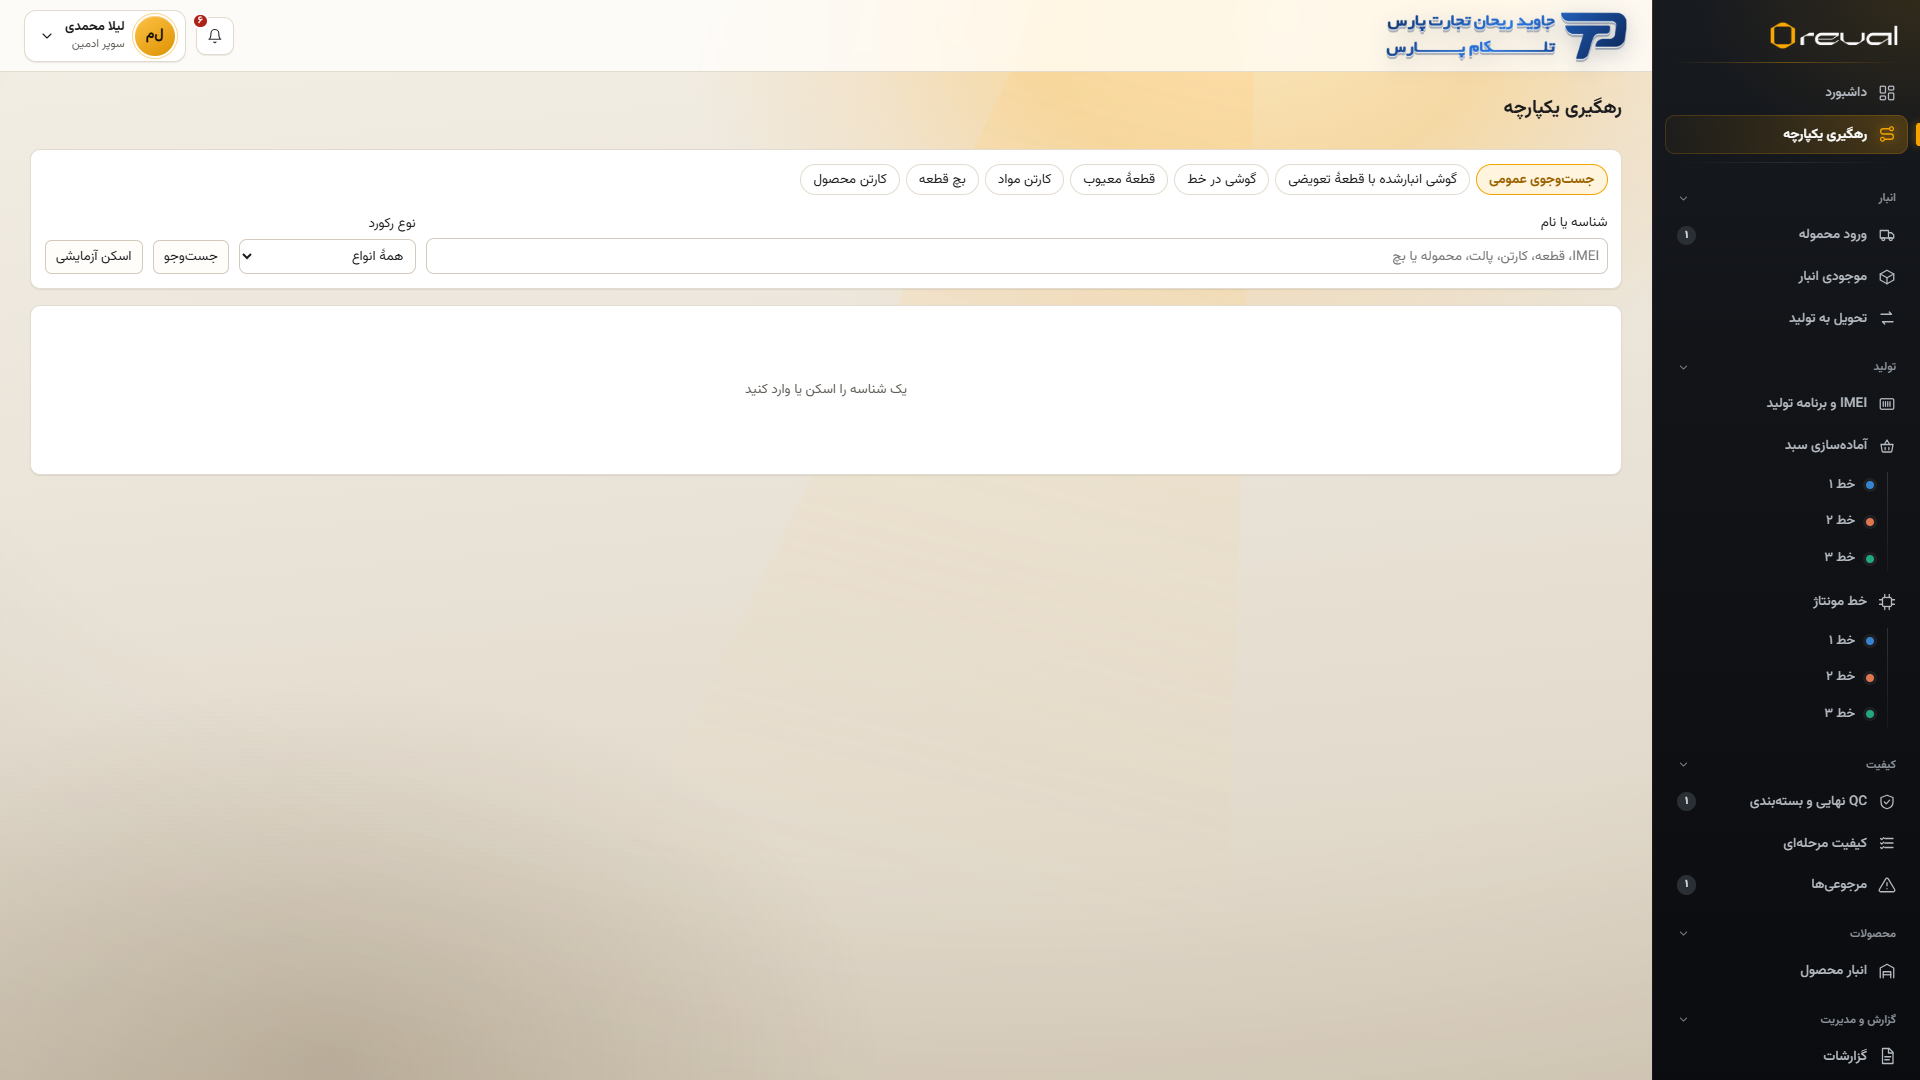 reval
داشبورد
رهگیری یکپارچه
انبار
ورود محموله
۱
موجودی انبار
تحویل به تولید
تولید
IMEI و برنامه تولید
آماده‌سازی سبد
خط ۱
خط ۲
خط ۳
خط مونتاژ
خط ۱
خط ۲
خط ۳
کیفیت
QC نهایی و بسته‌بندی
۱
کیفیت مرحله‌ای
مرجوعی‌ها
۱
محصولات
انبار محصول
گزارش و مدیریت
گزارشات
جاوید ریحان تجارت پارس
تلکام پارس
۶
ل‌م
لیلا محمدی
سوپر ادمین
رهگیری یکپارچه
جست‌وجوی عمومی
گوشی انبارشده با قطعهٔ تعویضی
گوشی در خط
قطعهٔ معیوب
کارتن مواد
بچ قطعه
کارتن محصول
شناسه یا نام
نوع رکورد
IMEI، قطعه، کارتن، پالت، محموله یا بچ
همهٔ انواع
جست‌وجو
اسکن آزمایشی
یک شناسه را اسکن یا وارد کنید